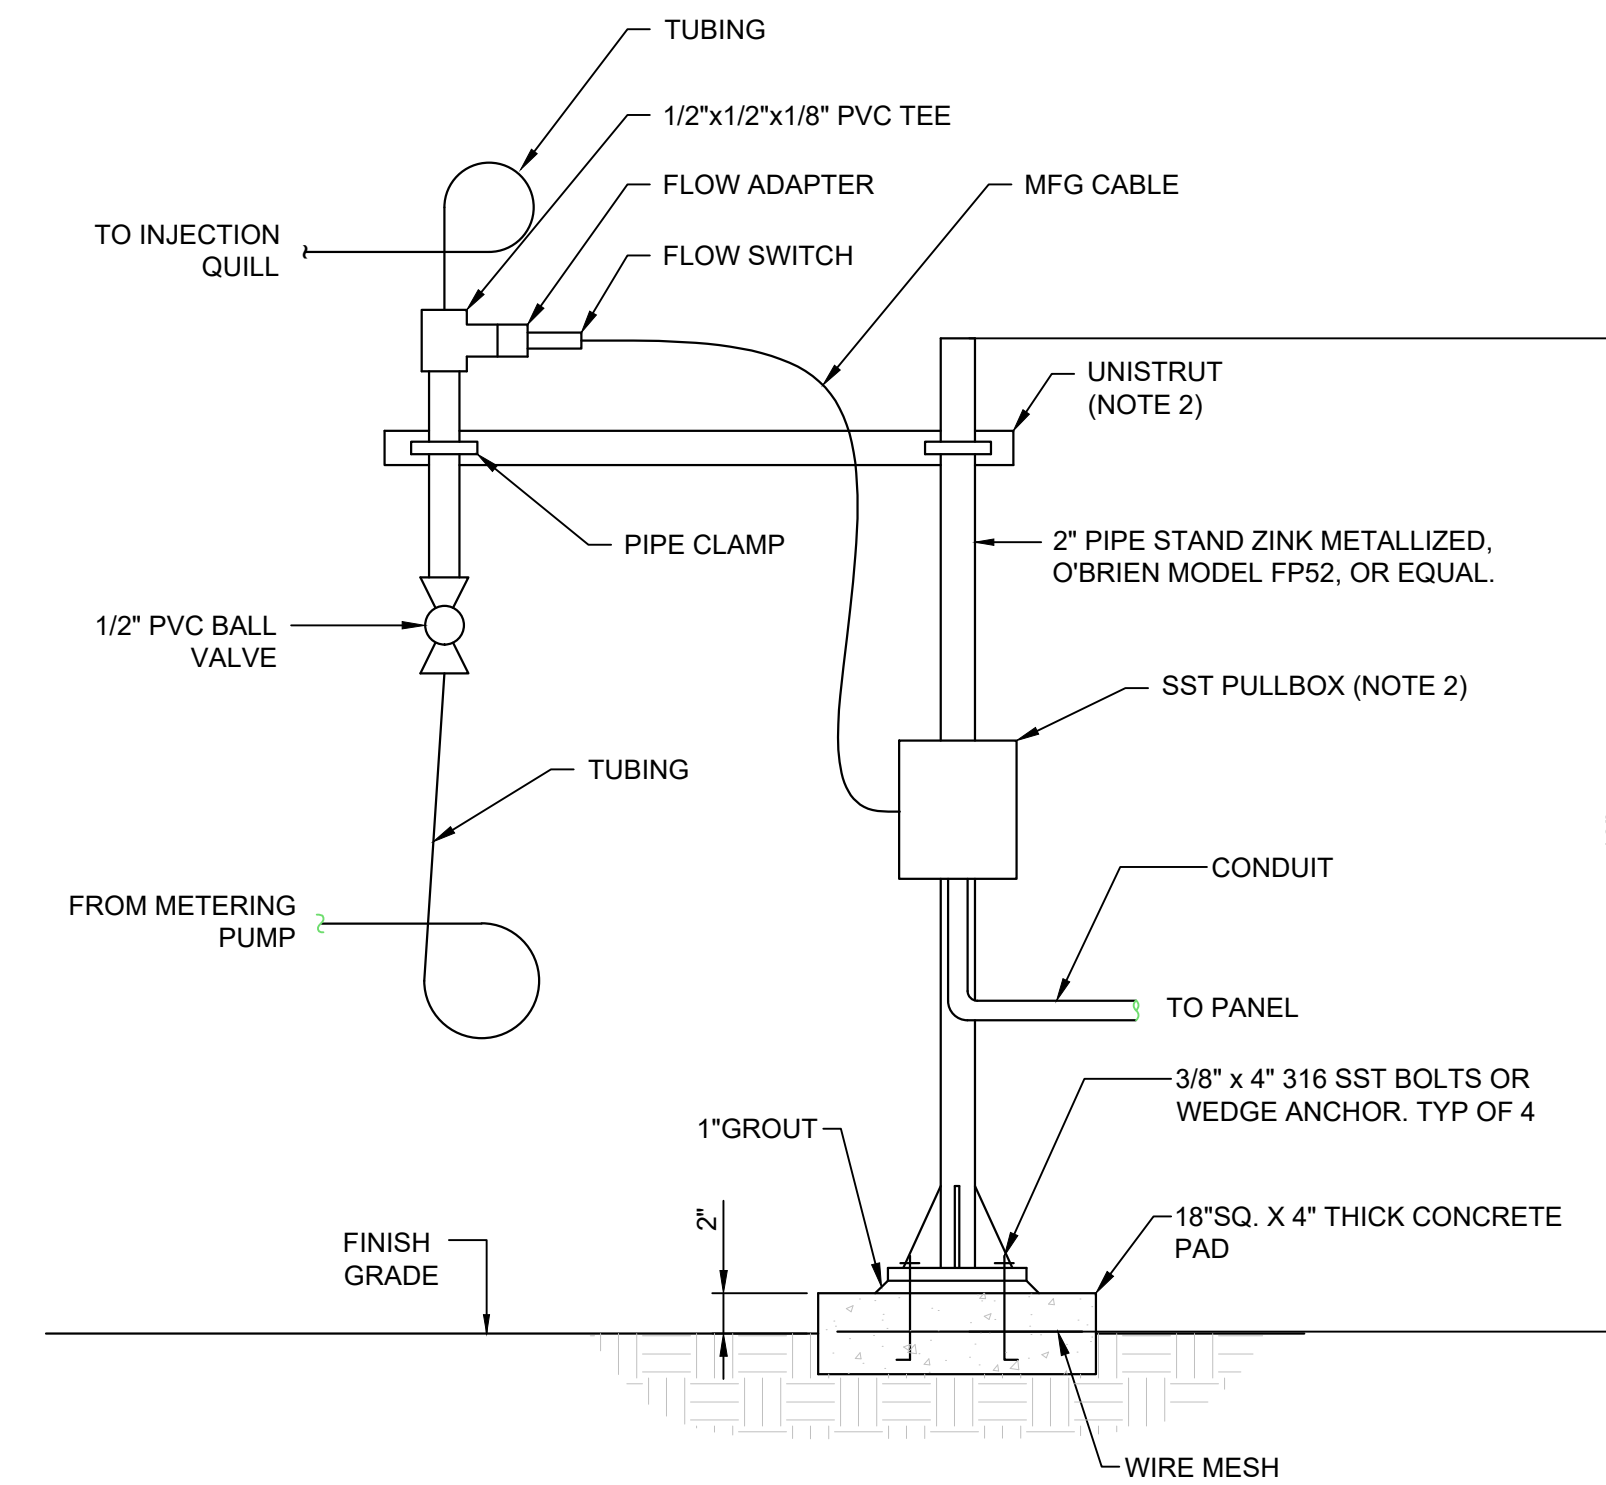 TUBING
1/2"x1/2"x1/8" PVC TEE
FLOW ADAPTER
MFG CABLE
TO INJECTION
QUILL
FLOW SWITCH
UNISTRUT
(NOTE 2)
PIPE CLAMP
2" PIPE STAND ZINK METALLIZED,
O'BRIEN MODEL FP52, OR EQUAL.
1/2" PVC BALL
VALVE
SST PULLBOX (NOTE 2)
TUBING
CONDUIT
FROM METERING
PUMP
TO PANEL
3/8" x 4" 316 SST BOLTS OR
WEDGE ANCHOR. TYP OF 4
1"GROUT
2"
18"SQ. X 4" THICK CONCRETE
PAD
FINISH
GRADE
WIRE MESH